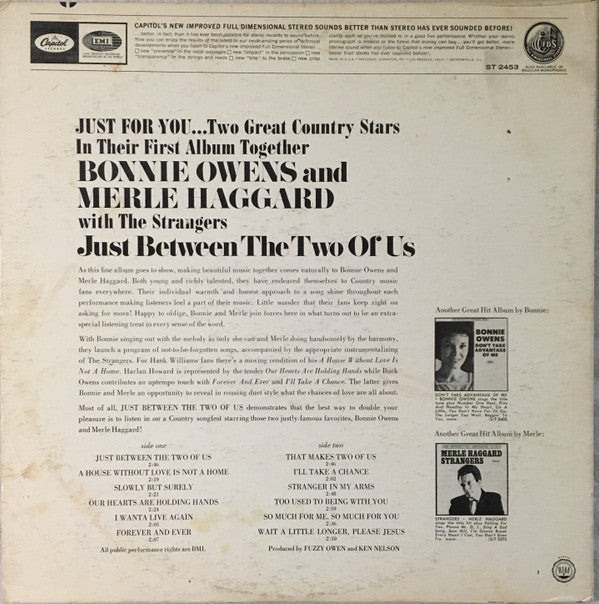 CAPITOL'S NEW IMPROVED FULL DIMENSIONAL STEREO SOUNDS BETTER THAN STEREO HAS EVER SOUNDED BEFORE!
Capitol
EMI
ST 2453
ALSO AVAILABLE IN
REGULAR MONOPHONIC
JUST FOR YOU...Two Great Country Stars
In Their First Album Together
BONNIE OWENS and
MERLE HAGGARD
with The Strangers
Just Between The Two Of Us
As this fine album goes to show, making beautiful music together comes naturally to Bonnie Owens and
Merle Haggard. Both young and richly talented, they have endeared themselves to Country music
fans everywhere. Their individual warmth and honest approach to a song shine throughout each
performance making listeners feel a part of their music. Little wonder that their fans keep right on
asking for more! Happy to oblige, Bonnie and Merle join forces here in what turns out to be an extra-
special listening treat in every sense of the word.
With Bonnie singing out with the melody as only she can and Merle doing handsomely by the harmony,
they launch a program of not-to-be-forgotten songs, accompanied by the appropriate instrumentalizing
of The Strangers. For Hank Williams fans there's a moving rendition of his A House Without Love Is
Not A Home. Harlan Howard is represented by the tender Our Hearts Are Holding Hands while Buck
Owens contributes an uptempo touch with Forever And Ever and I'll Take A Chance. The latter gives
Bonnie and Merle an opportunity to reveal in rousing duet style what the chances of love are all about.
Most of all, JUST BETWEEN THE TWO OF US demonstrates that the best way to double your
pleasure is to listen in on a Country songfest starring those two justly-famous favorites, Bonnie Owens
and Merle Haggard!
side one
JUST BETWEEN THE TWO OF US
2:46
A HOUSE WITHOUT LOVE IS NOT A HOME
2:19
SLOWLY BUT SURELY
2:21
OUR HEARTS ARE HOLDING HANDS
2:24
I WANTA LIVE AGAIN
2:05
FOREVER AND EVER
2:07
All public performance rights are BMI.
side two
THAT MAKES TWO OF US
2:46
I'LL TAKE A CHANCE
2:02
STRANGER IN MY ARMS
2:48
TOO USED TO BEING WITH YOU
2:59
SO MUCH FOR ME, SO MUCH FOR YOU
2:36
WAIT A LITTLE LONGER, PLEASE JESUS
2:10
Produced by FUZZY OWEN and KEN NELSON
Another Great Hit Album by Bonnie:
BONNIE
OWENS
DON'T TAKE
ADVANTAGE
OF ME
DON'T TAKE ADVANTAGE OF ME
Another Great Hit Album by Merle:
MERLE HAGGARD
STRANGERS
STRANGERS - MERLE HAGGARD